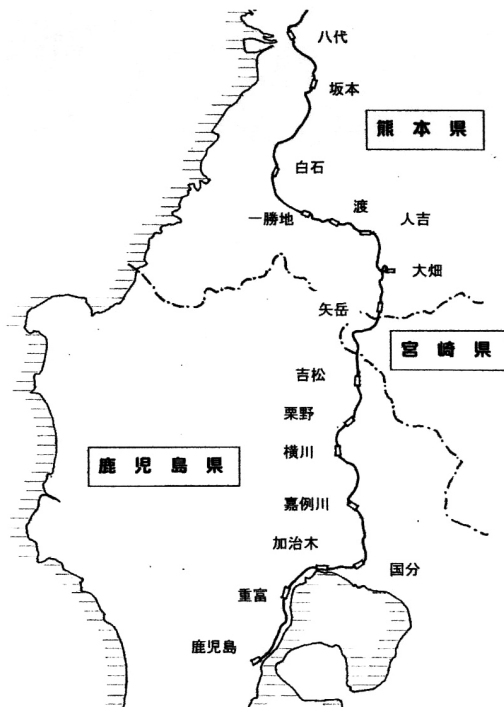 八代
坂本
熊本県
白石
渡
一勝地
人吉
大畑
矢岳
宮崎県
吉松
栗野
横川
鹿児島県
嘉例川
加治木
国分
重富
鹿児島